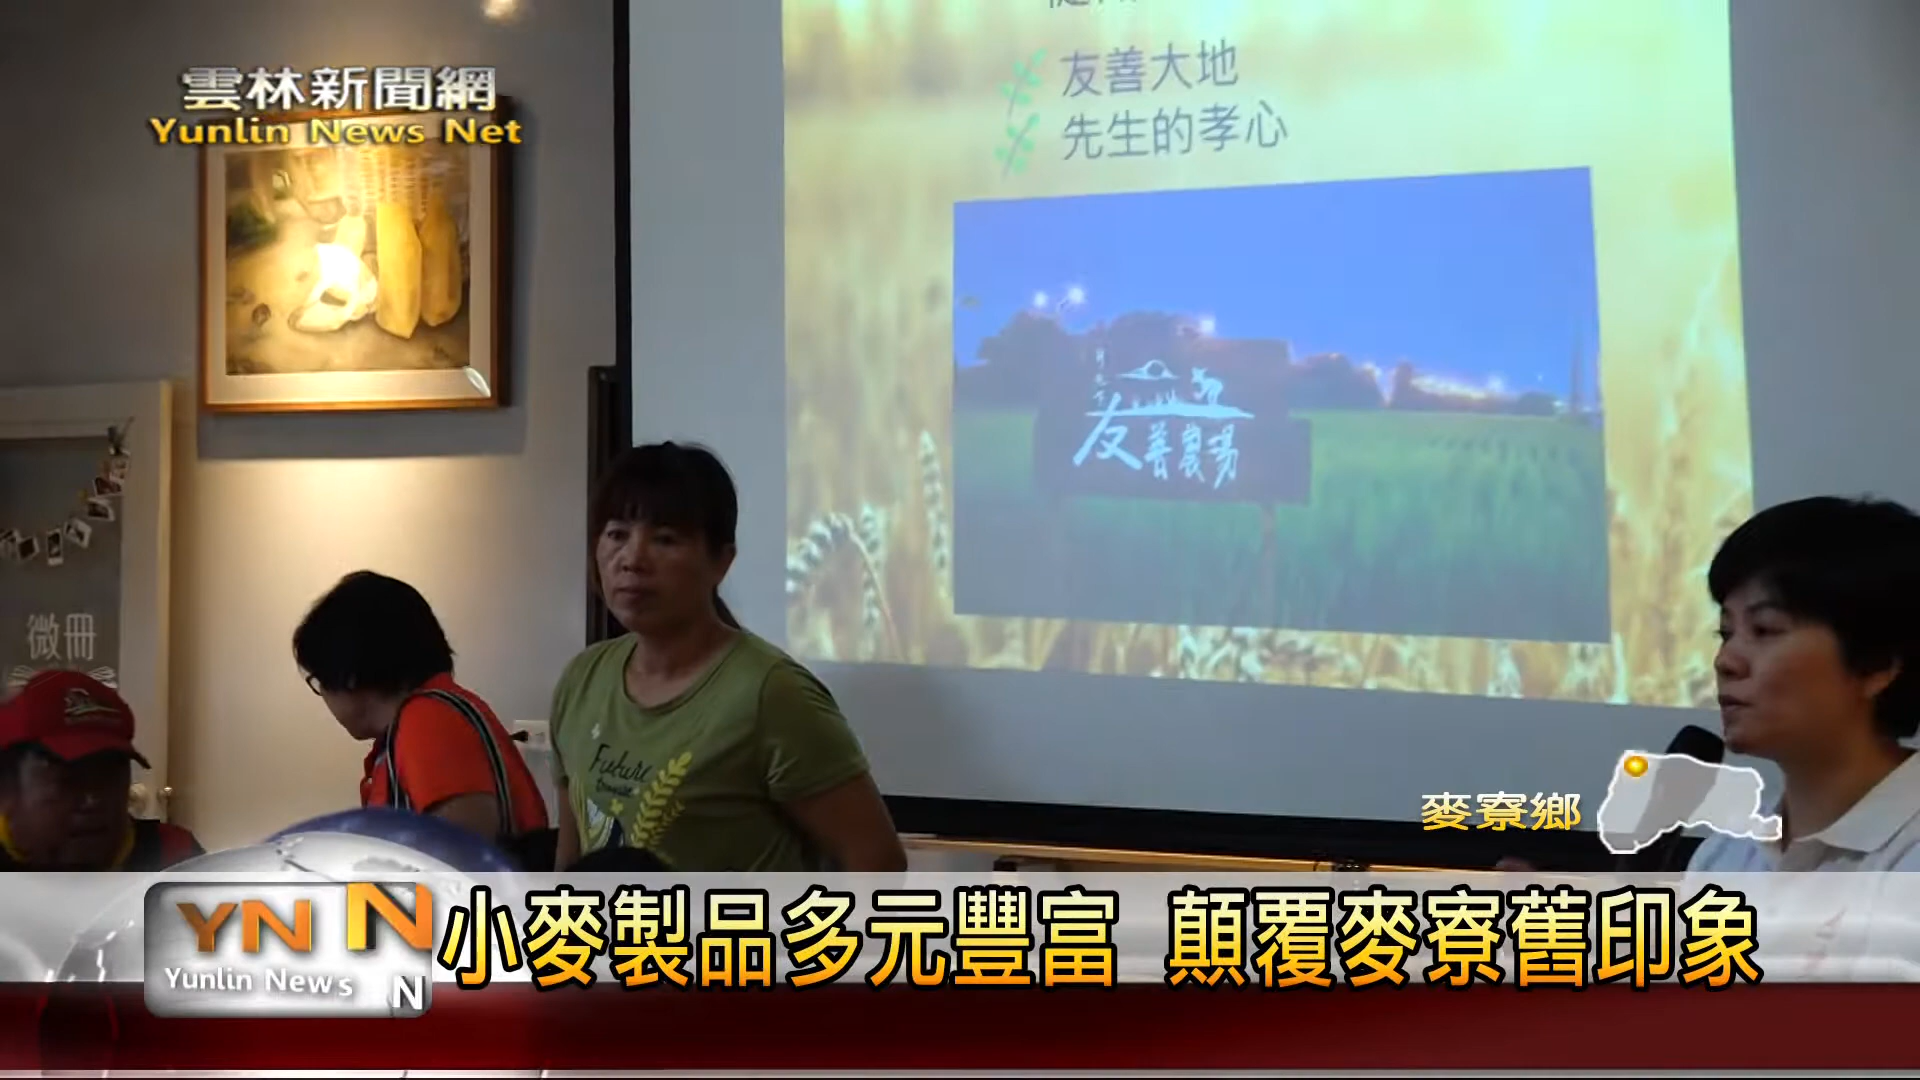 雲林新聞網
Yunlin News Net
友善大地
先生的孝心
友善農場
微冊
Future
麥寮鄉
YNN
Yunlin News N
小麥製品多元豐富 顛覆麥寮舊印象